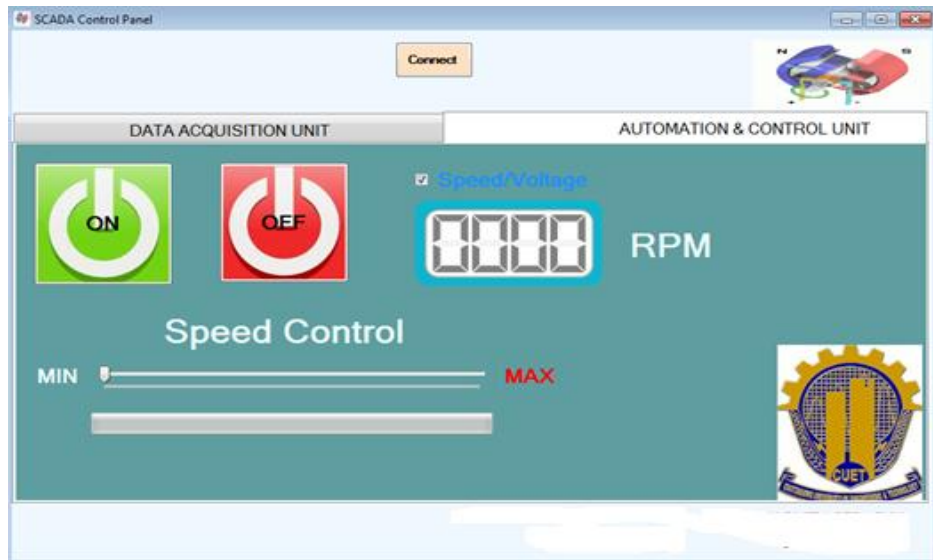 SCADA Control Panel
Connect
N S
+ -
DATA ACQUISITION UNIT
AUTOMATION & CONTROL UNIT
ON
OFF
Speed/Voltage
RPM
Speed Control
MIN
MAX
CUET